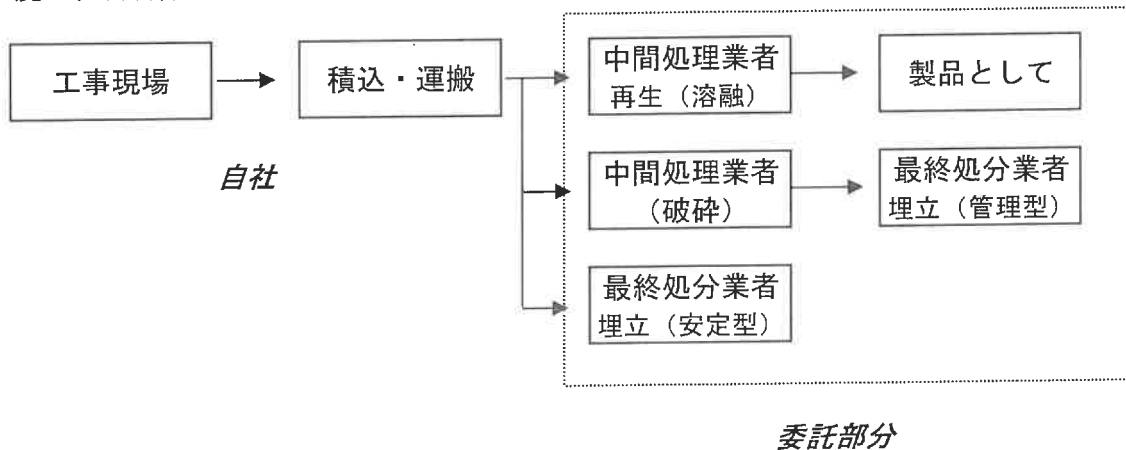 工事現場
積込・運搬
自社
中間処理業者
再生（溶融）
製品として
中間処理業者
（破砕）
最終処分業者
埋立（管理型）
最終処分業者
埋立（安定型）
委託部分